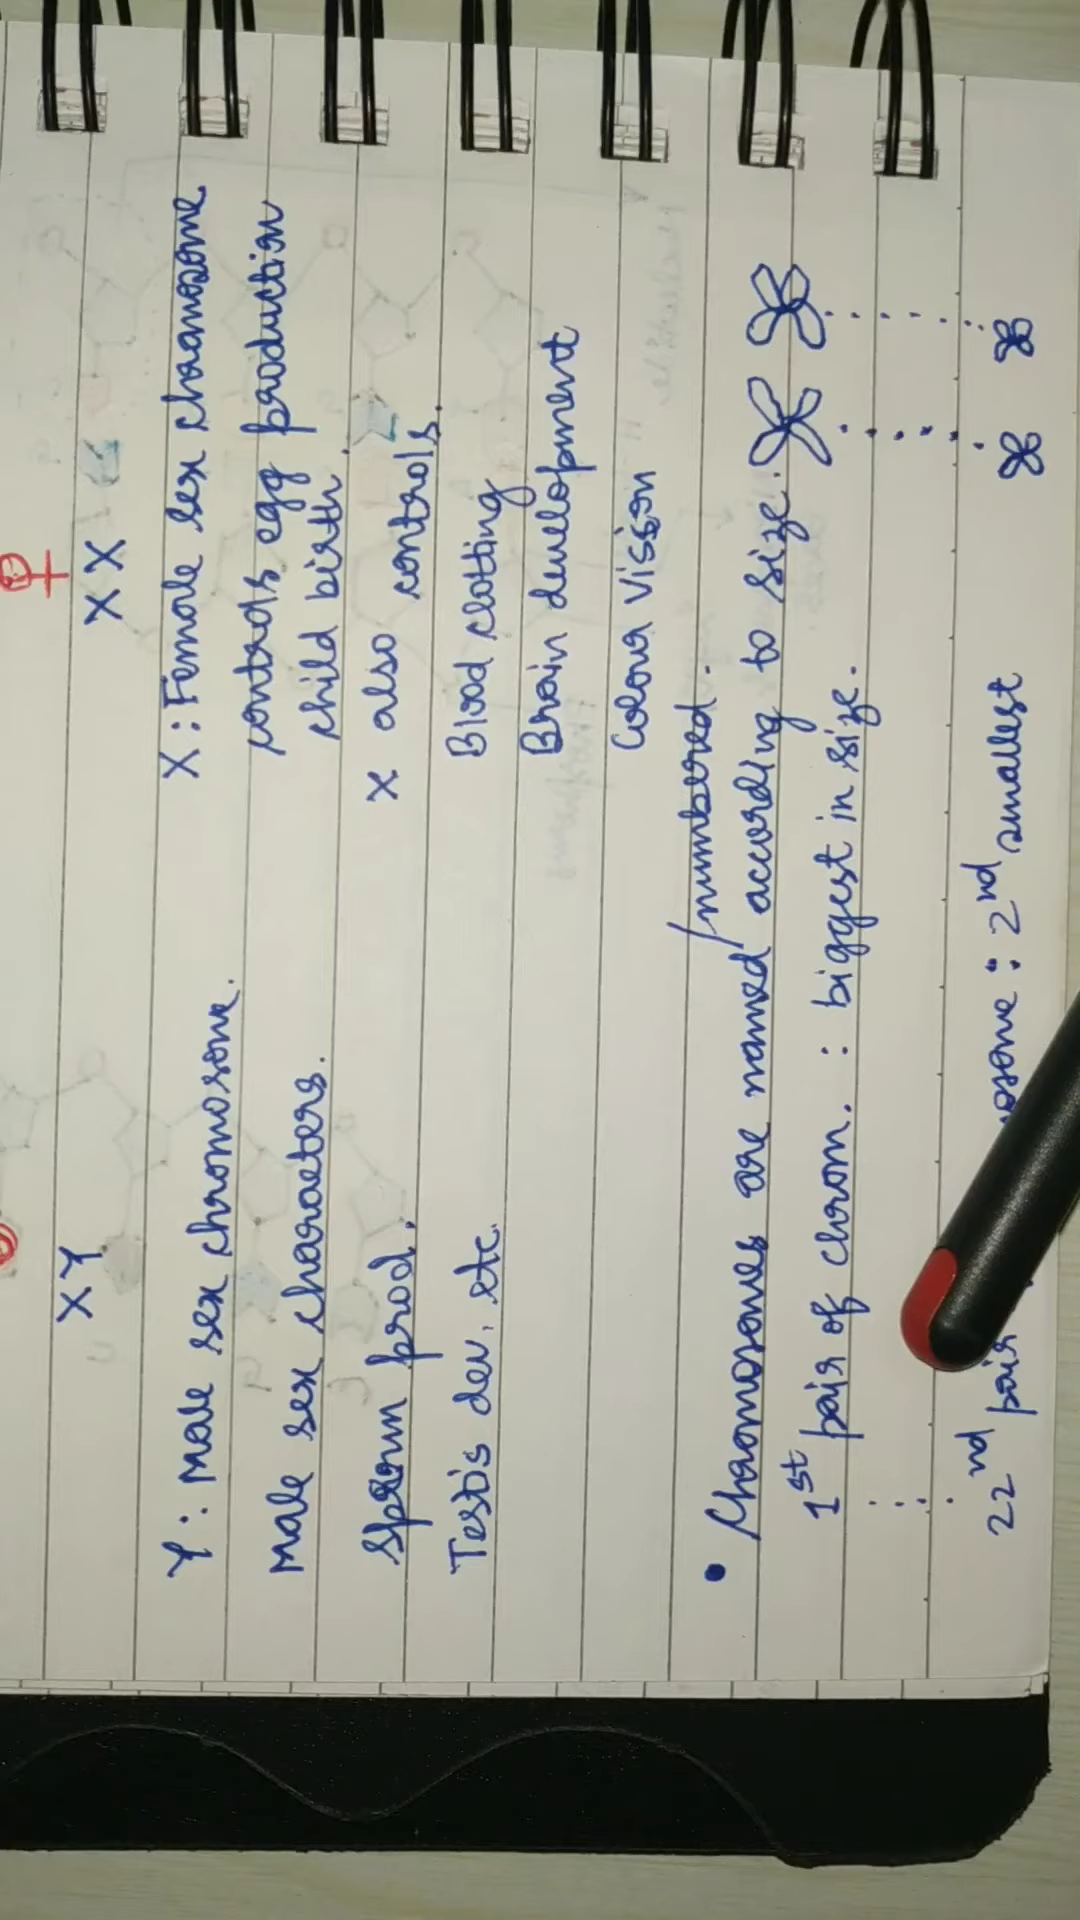 ♀
XY
XX
Y: Male sex chromosome.
X: Female sex chromosome
Male sex characters.
controls egg production
child birth.
Sperm prod.
X also controls.
Testis dev. etc.
Blood clotting
Brain development
Colour vission
/numbered.
• Chromosomes are named according to size.
1st pair of chrom. : biggest in size.
22nd pair osome : 2nd smallest